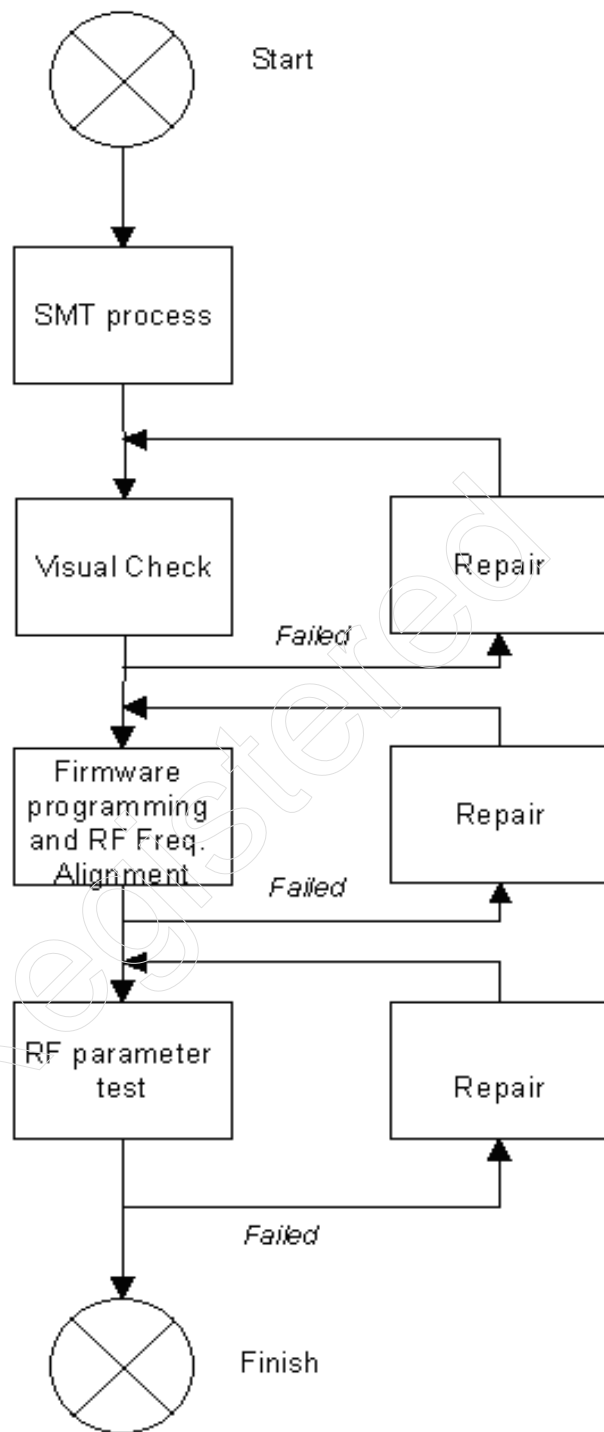 Start
SMT process
Visual Check
Repair
Failed
Firmware
programming
and RF Freq.
Alignment
Repair
Failed
RF parameter
test
Repair
Failed
Finish